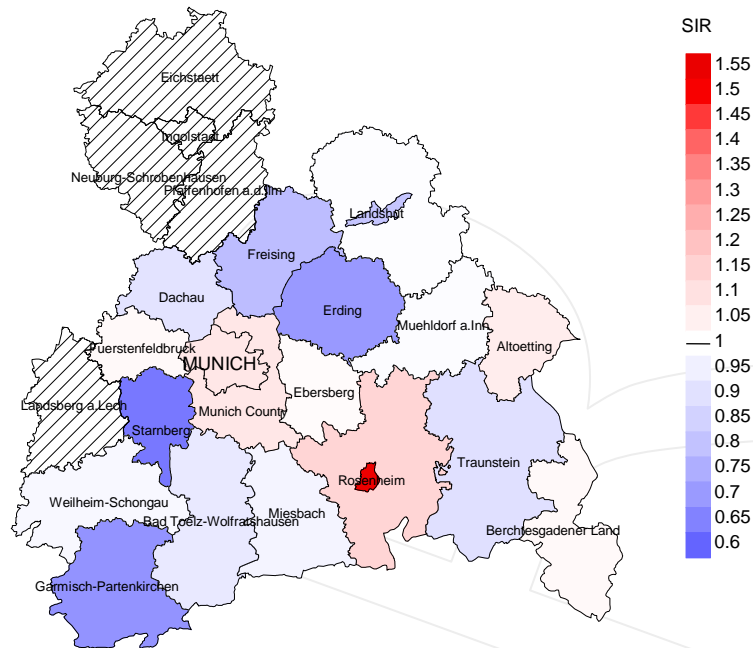 SIR
1.55
1.5
1.45
1.4
1.35
1.3
1.25
1.2
1.15
1.1
1.05
1
0.95
0.9
0.85
0.8
0.75
0.7
0.65
0.6
Eichstaett
Ingolstadt
Neuburg-Schrobenhausen
Pfaffenhofen a.d.Ilm
Landshut
Freising
Dachau
Erding
Muehldorf a.Inn
Altoetting
Fuerstenfeldbruck
MUNICH
Ebersberg
Landsberg a.Lech
Munich County
Starnberg
Traunstein
Rosenheim
Weilheim-Schongau
Miesbach
Bad Toelz-Wolfratshausen
Berchtesgadener Land
Garmisch-Partenkirchen